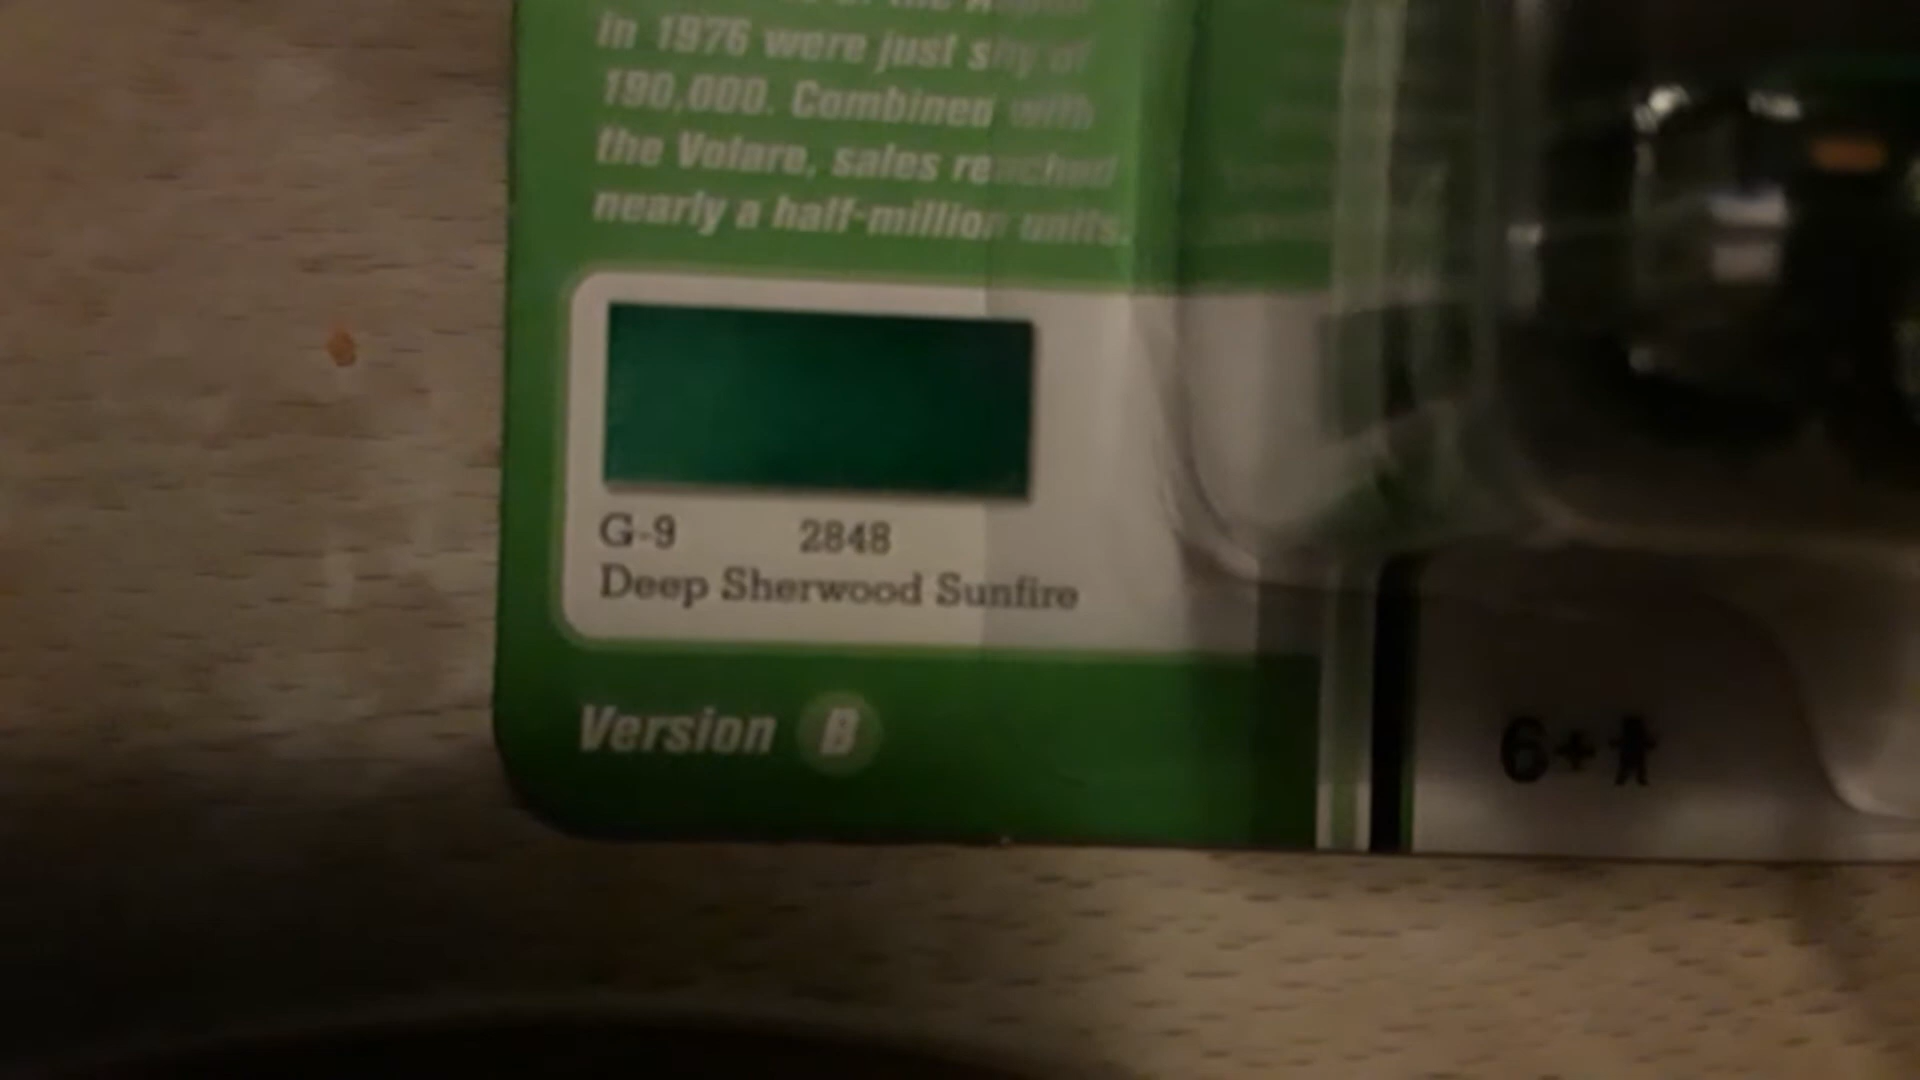 in 1976 were just shy of
190,000. Combined with
the Volare, sales reached
nearly a half-million units.
G-9 2848
Deep Sherwood Sunfire
Version B
6+